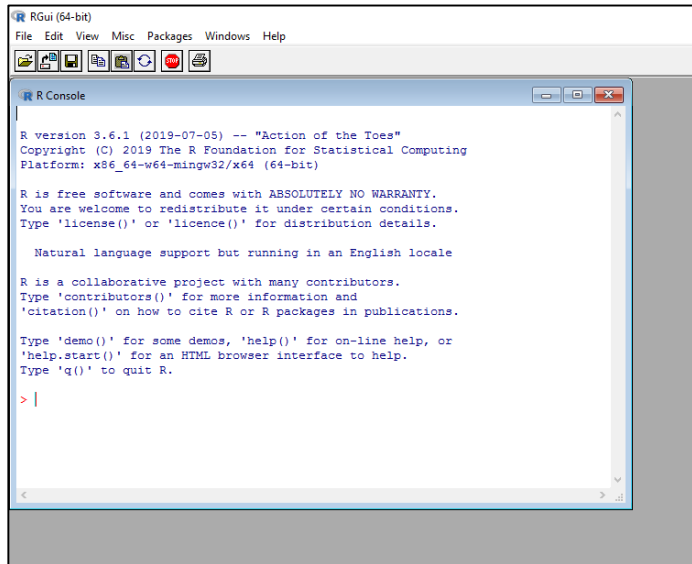 RGui (64-bit)
File Edit View Misc Packages Windows Help
STOP
R Console
R version 3.6.1 (2019-07-05) -- "Action of the Toes"
Copyright (C) 2019 The R Foundation for Statistical Computing
Platform: x86_64-w64-mingw32/x64 (64-bit)
R is free software and comes with ABSOLUTELY NO WARRANTY.
You are welcome to redistribute it under certain conditions.
Type 'license()' or 'licence()' for distribution details.
Natural language support but running in an English locale
R is a collaborative project with many contributors.
Type 'contributors()' for more information and
'citation()' on how to cite R or R packages in publications.
Type 'demo()' for some demos, 'help()' for on-line help, or
'help.start()' for an HTML browser interface to help.
Type 'q()' to quit R.
>